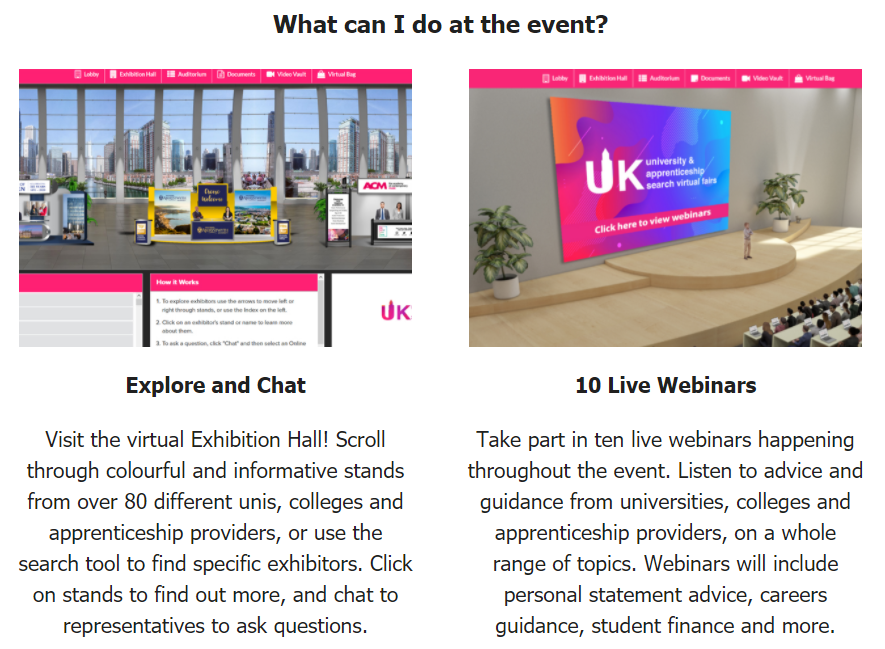 What can I do at the event?
Lobby Exhibition Hall Auditorium Documents Video Vault Virtual Bag
ACM
How it Works
1. To explore exhibitors use the arrows to move left or
right through stands, or use the Index on the left.
2. Click on an exhibitor's stand or name to learn more
about them.
3. To ask a question, click "Chat" and then select an Online
UK
Lobby Exhibition Hall Auditorium Documents Video Vault Virtual Bag
UK university &
apprenticeship
search virtual fairs
Click here to view webinars
Explore and Chat
Visit the virtual Exhibition Hall! Scroll
through colourful and informative stands
from over 80 different unis, colleges and
apprenticeship providers, or use the
search tool to find specific exhibitors. Click
on stands to find out more, and chat to
representatives to ask questions.
10 Live Webinars
Take part in ten live webinars happening
throughout the event. Listen to advice and
guidance from universities, colleges and
apprenticeship providers, on a whole
range of topics. Webinars will include
personal statement advice, careers
guidance, student finance and more.